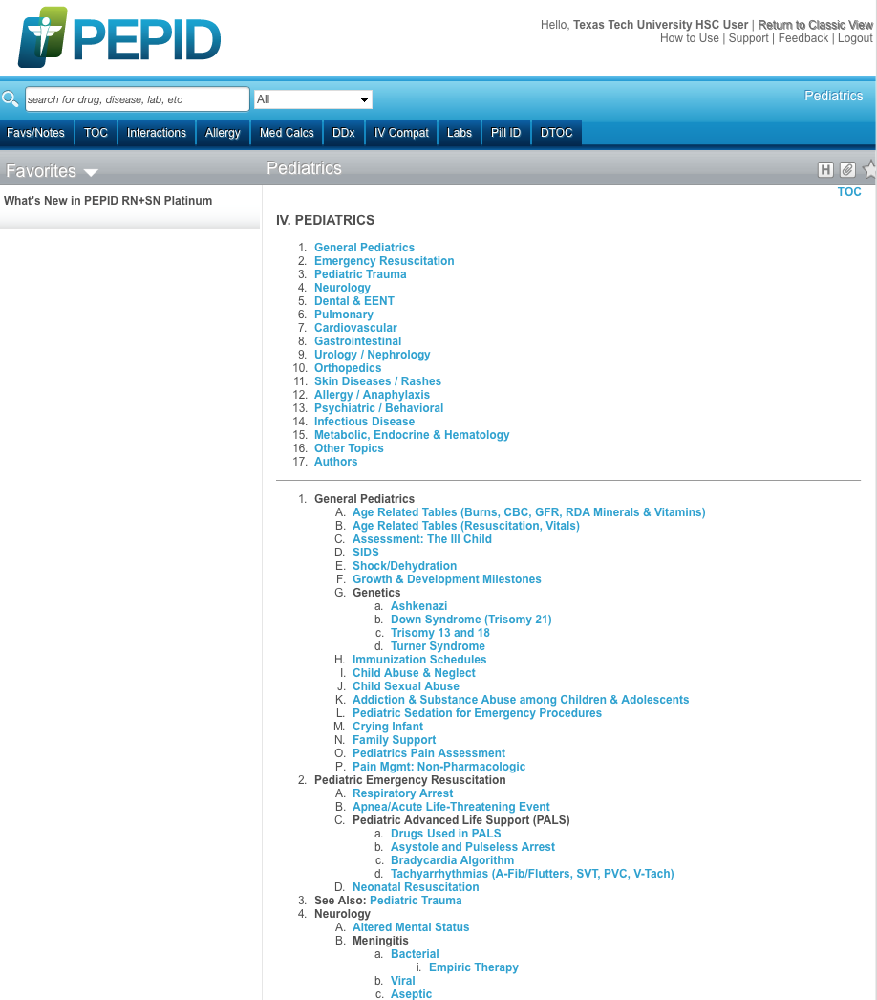 PEPID
Hello, Texas Tech University HSC User | Return to Classic View
How to Use | Support | Feedback | Logout
search for drug, disease, lab, etc
All
Pediatrics
Favs/Notes TOC Interactions Allergy Med Calcs DDx IV Compat Labs Pill ID DTOC
Favorites
Pediatrics
H
TOC
What's New in PEPID RN+SN Platinum
IV. PEDIATRICS
1. General Pediatrics
2. Emergency Resuscitation
3. Pediatric Trauma
4. Neurology
5. Dental & EENT
6. Pulmonary
7. Cardiovascular
8. Gastrointestinal
9. Urology / Nephrology
10. Orthopedics
11. Skin Diseases / Rashes
12. Allergy / Anaphylaxis
13. Psychiatric / Behavioral
14. Infectious Disease
15. Metabolic, Endocrine & Hematology
16. Other Topics
17. Authors
1. General Pediatrics
A. Age Related Tables (Burns, CBC, GFR, RDA Minerals & Vitamins)
B. Age Related Tables (Resuscitation, Vitals)
C. Assessment: The Ill Child
D. SIDS
E. Shock/Dehydration
F. Growth & Development Milestones
G. Genetics
a. Ashkenazi
b. Down Syndrome (Trisomy 21)
c. Trisomy 13 and 18
d. Turner Syndrome
H. Immunization Schedules
I. Child Abuse & Neglect
J. Child Sexual Abuse
K. Addiction & Substance Abuse among Children & Adolescents
L. Pediatric Sedation for Emergency Procedures
M. Crying Infant
N. Family Support
O. Pediatrics Pain Assessment
P. Pain Mgmt: Non-Pharmacologic
2. Pediatric Emergency Resuscitation
A. Respiratory Arrest
B. Apnea/Acute Life-Threatening Event
C. Pediatric Advanced Life Support (PALS)
a. Drugs Used in PALS
b. Asystole and Pulseless Arrest
c. Bradycardia Algorithm
d. Tachyarrhythmias (A-Fib/Flutters, SVT, PVC, V-Tach)
D. Neonatal Resuscitation
3. See Also: Pediatric Trauma
4. Neurology
A. Altered Mental Status
B. Meningitis
a. Bacterial
i. Empiric Therapy
b. Viral
c. Aseptic